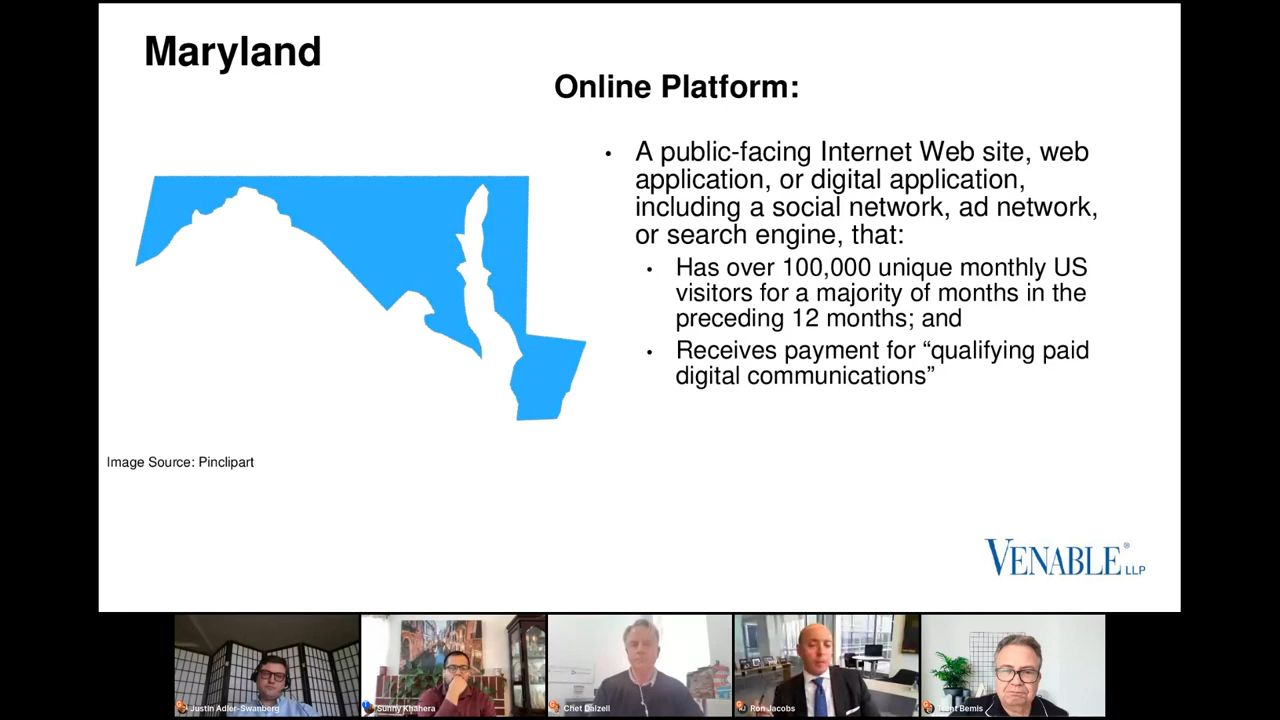 Maryland
Online Platform:
• A public-facing Internet Web site, web
application, or digital application,
including a social network, ad network,
or search engine, that:
• Has over 100,000 unique monthly US
visitors for a majority of months in the
preceding 12 months; and
• Receives payment for “qualifying paid
digital communications”
Image Source: Pinclipart
VENABLE® LLP
Justin Adler-Swanberg
Sunny Khahera
Chet Dalzell
Ron Jacobs
Trent Bemis